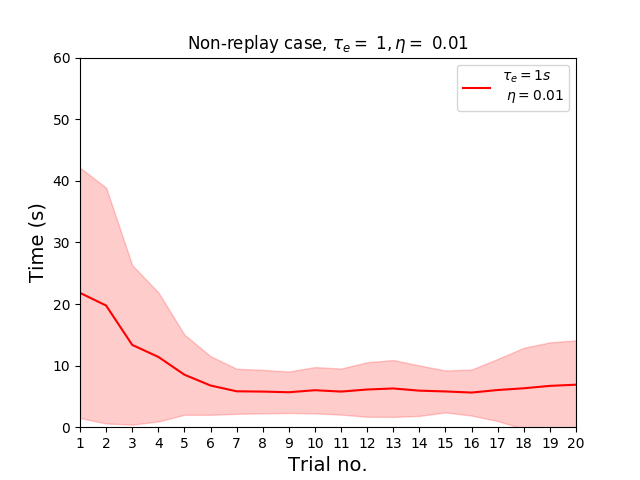 Non-replay case, τₑ = 1, η = 0.01
τₑ = 1s
η = 0.01
60
50
40
30
20
10
0
Time (s)
1 2 3 4 5 6 7 8 9 10 11 12 13 14 15 16 17 18 19 20
Trial no.